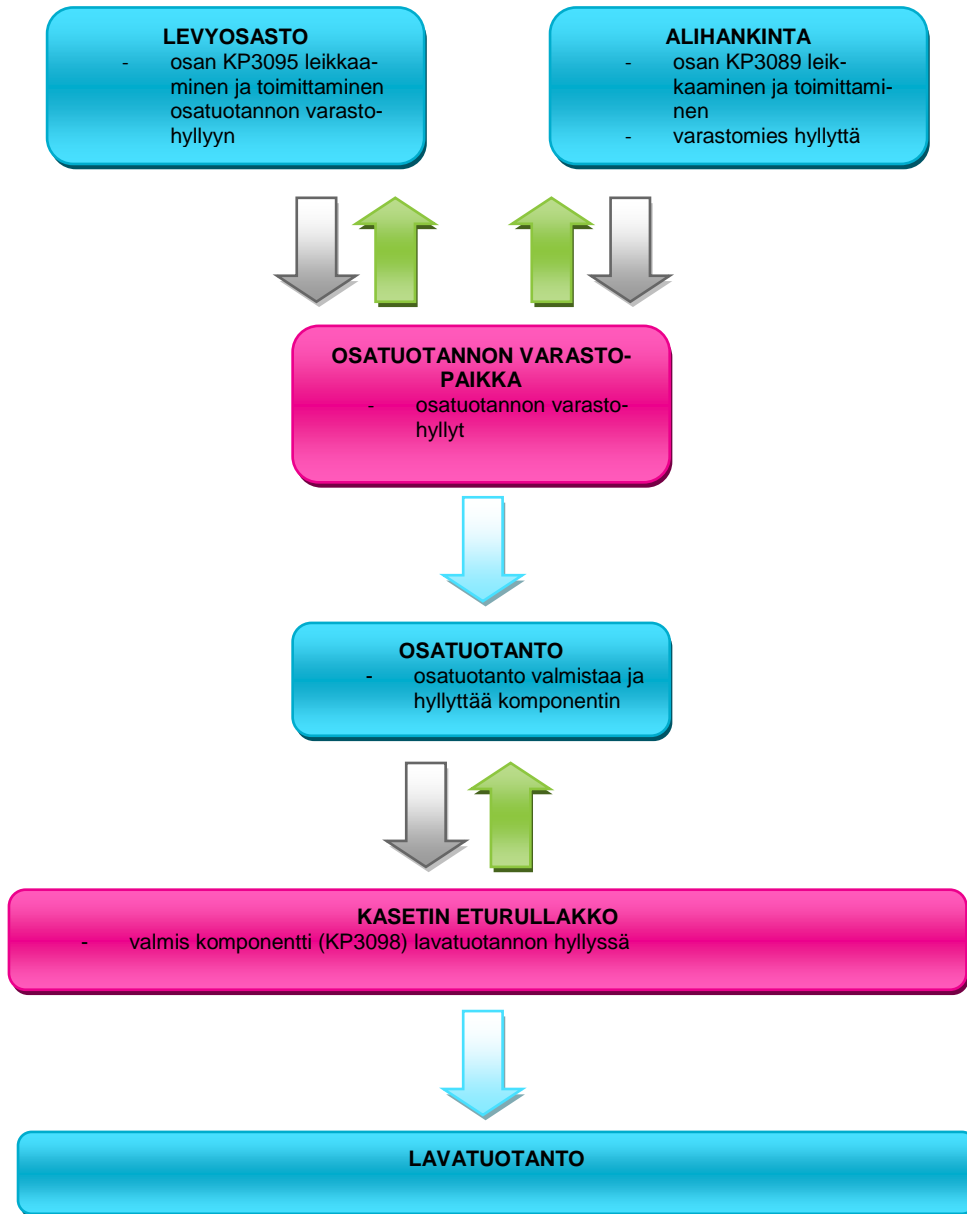 LEVYOSASTO
- osan KP3095 leikkaa-
minen ja toimittaminen
osatuotannon varasto-
hyllyyn
ALIHANKINTA
- osan KP3089 leik-
kaaminen ja toimittami-
nen
- varastomies hyllyttä
OSATUOTANNON VARASTO-
PAIKKA
- osatuotannon varasto-
hyllyt
OSATUOTANTO
- osatuotanto valmistaa ja
hyllyttää komponentin
KASETIN ETURULLAKKO
- valmis komponentti (KP3098) lavatuotannon hyllyssä
LAVATUOTANTO